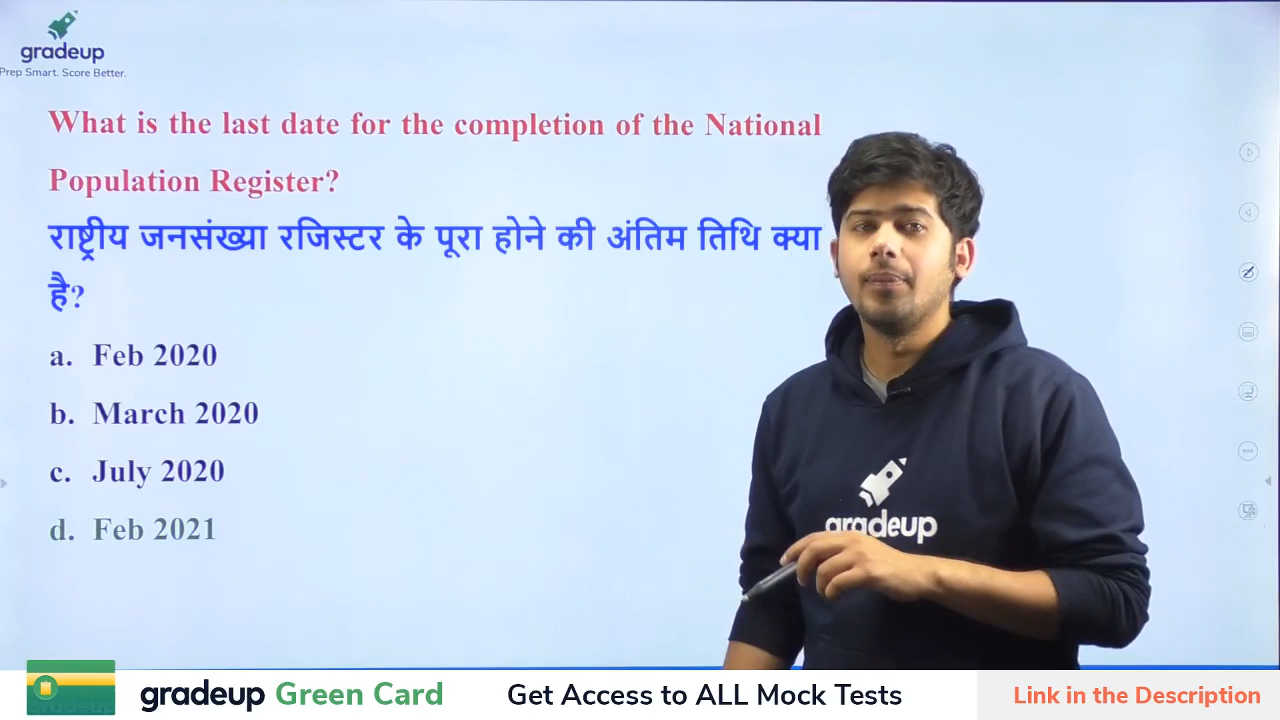 gradeup
Prep Smart. Score Better.
What is the last date for the completion of the National
Population Register?
राष्ट्रीय जनसंख्या रजिस्टर के पूरा होने की अंतिम तिथि क्या
है?
a. Feb 2020
b. March 2020
c. July 2020
d. Feb 2021
gradeup
gradeup Green Card Get Access to ALL Mock Tests Link in the Description